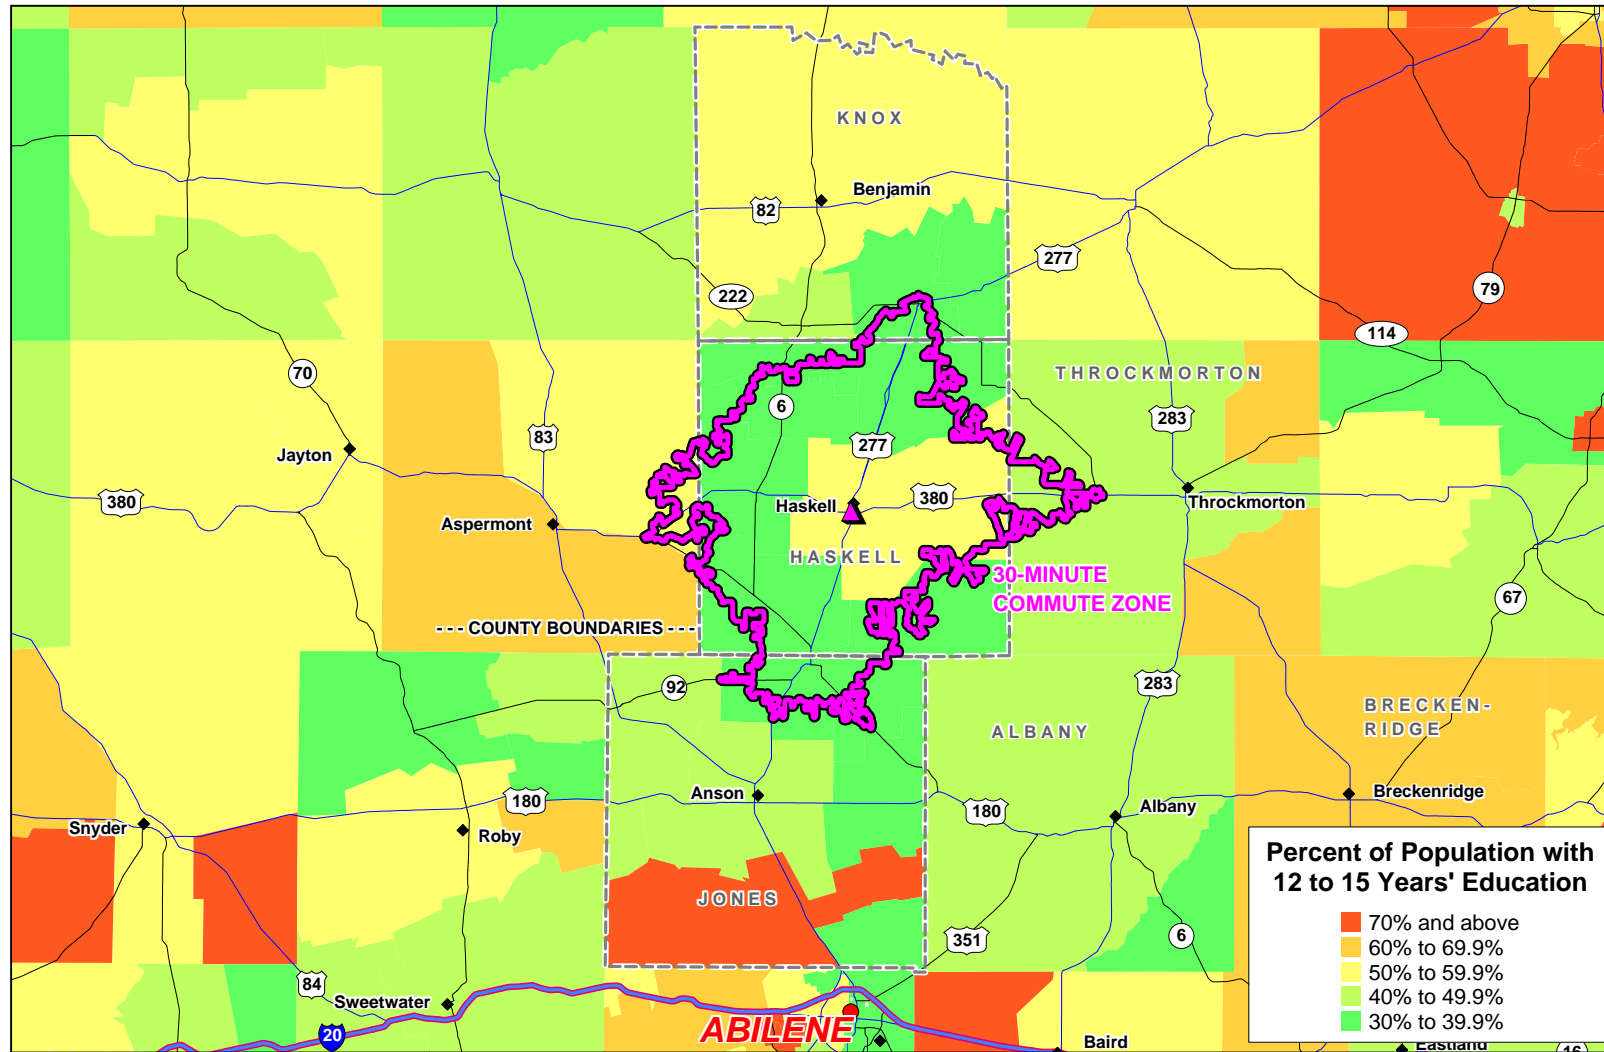 KNOX
Benjamin
82
277
222
79
114
THROCKMORTON
70
6
283
83
277
Jayton
380
Haskell
380
Throckmorton
Aspermont
HASKELL
30-MINUTE
COMMUTE ZONE
67
--- COUNTY BOUNDARIES ---
92
283
BRECKEN-
RIDGE
ALBANY
Anson
180
180
Albany
Breckenridge
Snyder
Roby
Percent of Population with
12 to 15 Years' Education
70% and above
60% to 69.9%
50% to 59.9%
40% to 49.9%
30% to 39.9%
JONES
351
6
84
Sweetwater
20
ABILENE
Baird
Eastland
16